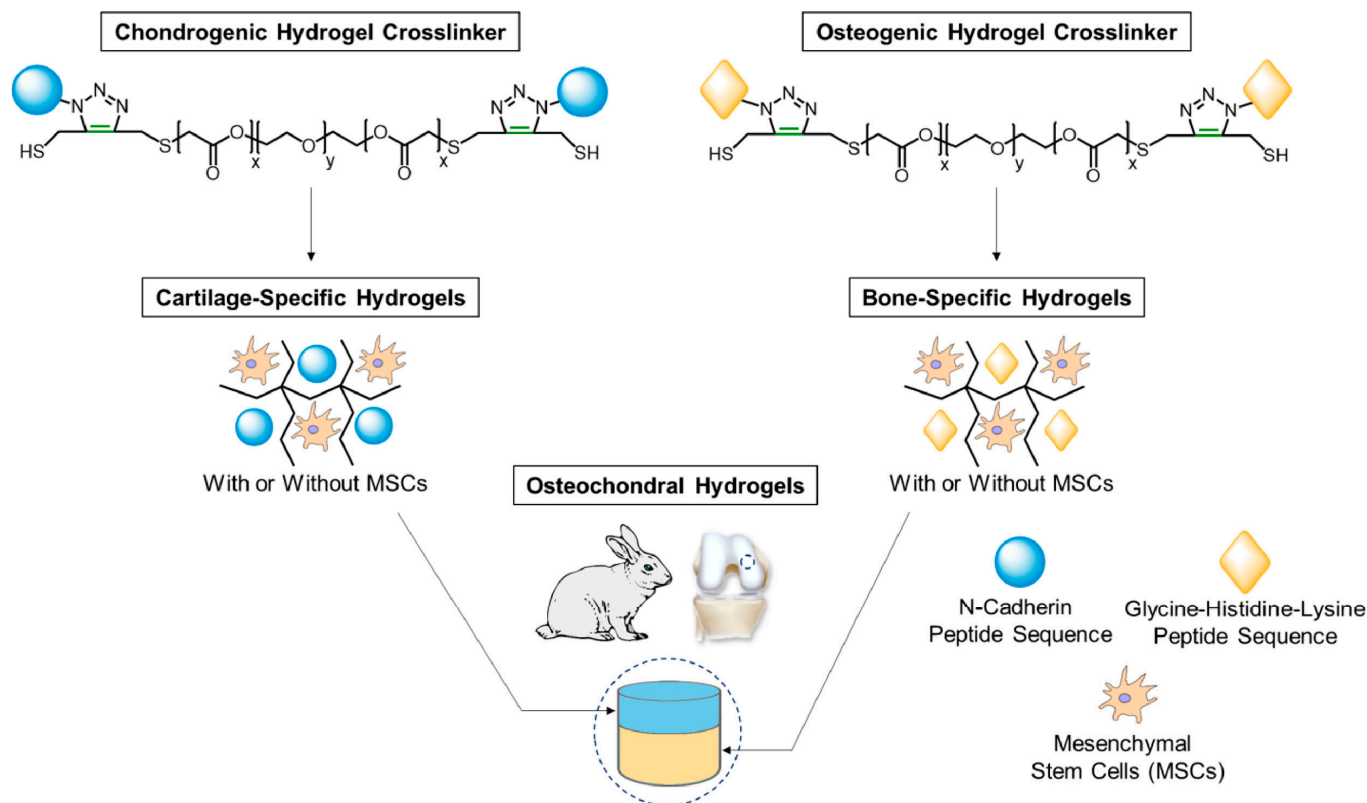 Chondrogenic Hydrogel Crosslinker
Osteogenic Hydrogel Crosslinker
N
N
N
HS
S
O
O
x
O
y
O
O
x
S
N
N
N
SH
N
N
N
HS
S
O
O
x
O
y
O
O
x
S
N
N
N
SH
Cartilage-Specific Hydrogels
Bone-Specific Hydrogels
With or Without MSCs
With or Without MSCs
Osteochondral Hydrogels
N-Cadherin
Peptide Sequence
Glycine-Histidine-Lysine
Peptide Sequence
Mesenchymal
Stem Cells (MSCs)